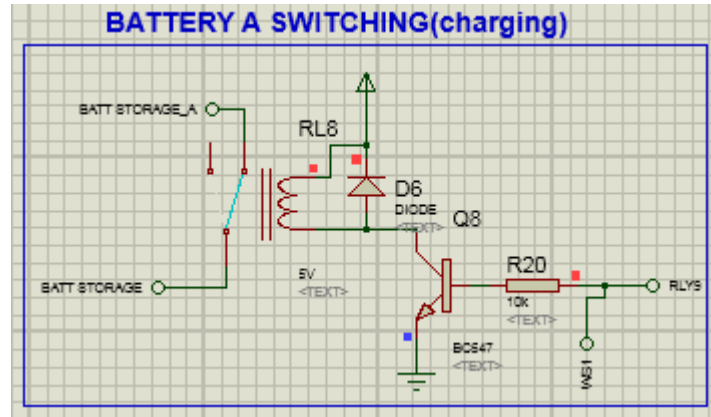 BATTERY A SWITCHING(charging)
BATT STORAGE_A
RL8
D6
DIODE
<TEXT>
Q8
BATT STORAGE
5V
<TEXT>
R20
10k
<TEXT>
RLY9
BC547
<TEXT>